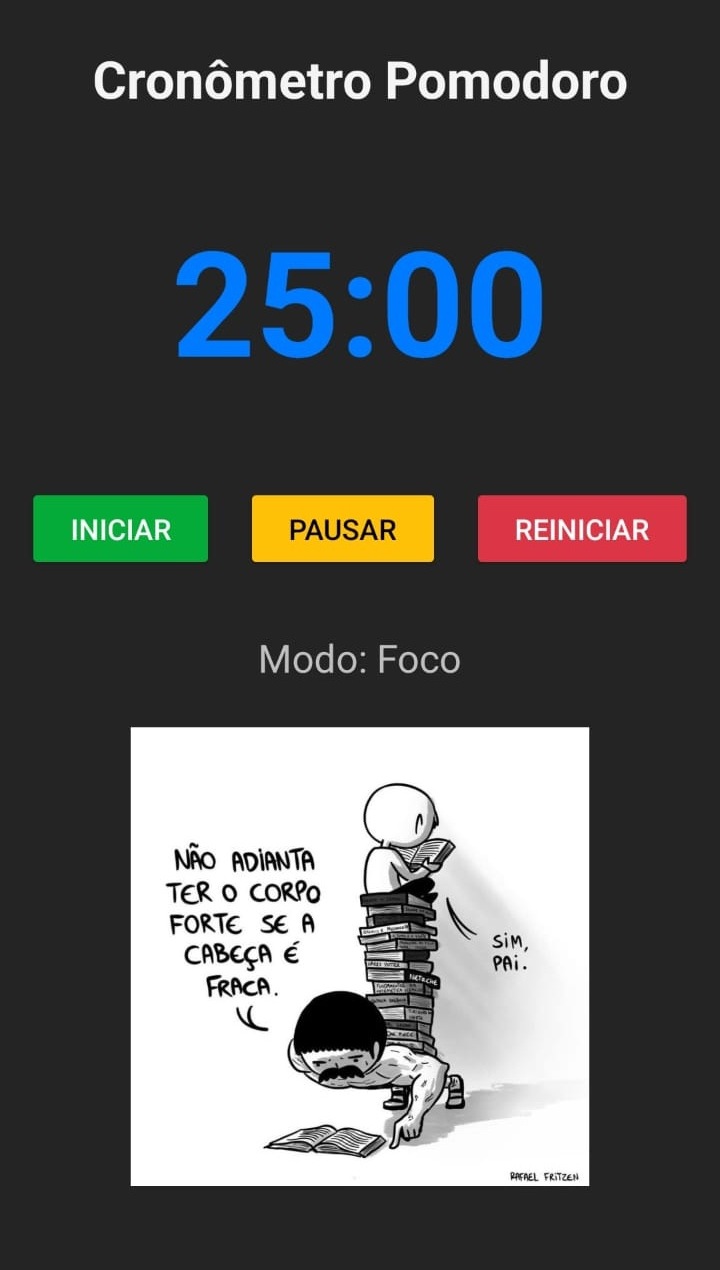 Cronômetro Pomodoro
25:00
INICIAR PAUSAR REINICIAR
Modo: Foco
NÃO ADIANTA
TER O CORPO
FORTE SE A
CABEÇA É
FRACA.
SIM,
PAI.
NIETZSCHE
RAFAEL FRITZEN